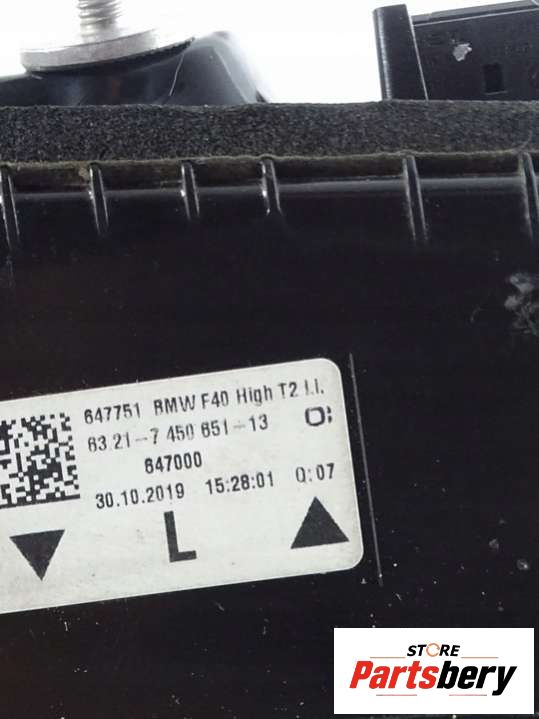 647751 BMW F40 High T2 l.l.
63.21-7 450 651-13 O:
647000
30.10.2019 15:28:01 Q:07
L
STORE
Partsbery